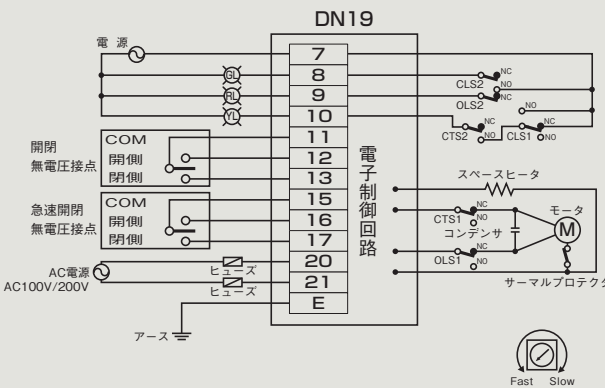 DN19
電 源
GL
RL
YL
7
8
9
10
11
12
13
15
16
17
20
21
E
電子制御回路
開閉
無電圧接点
COM
開側
閉側
急速開閉
無電圧接点
COM
開側
閉側
AC電源
AC100V/200V
ヒューズ
ヒューズ
アース
NC
CLS2
NO
NC
OLS2
NO
NC
CTS2
NO
NC
CLS1
NO
スペースヒータ
NC
CTS1
NO
コンデンサ
NC
OLS1
NO
モータ
M
サーマルプロテクタ
Fast Slow